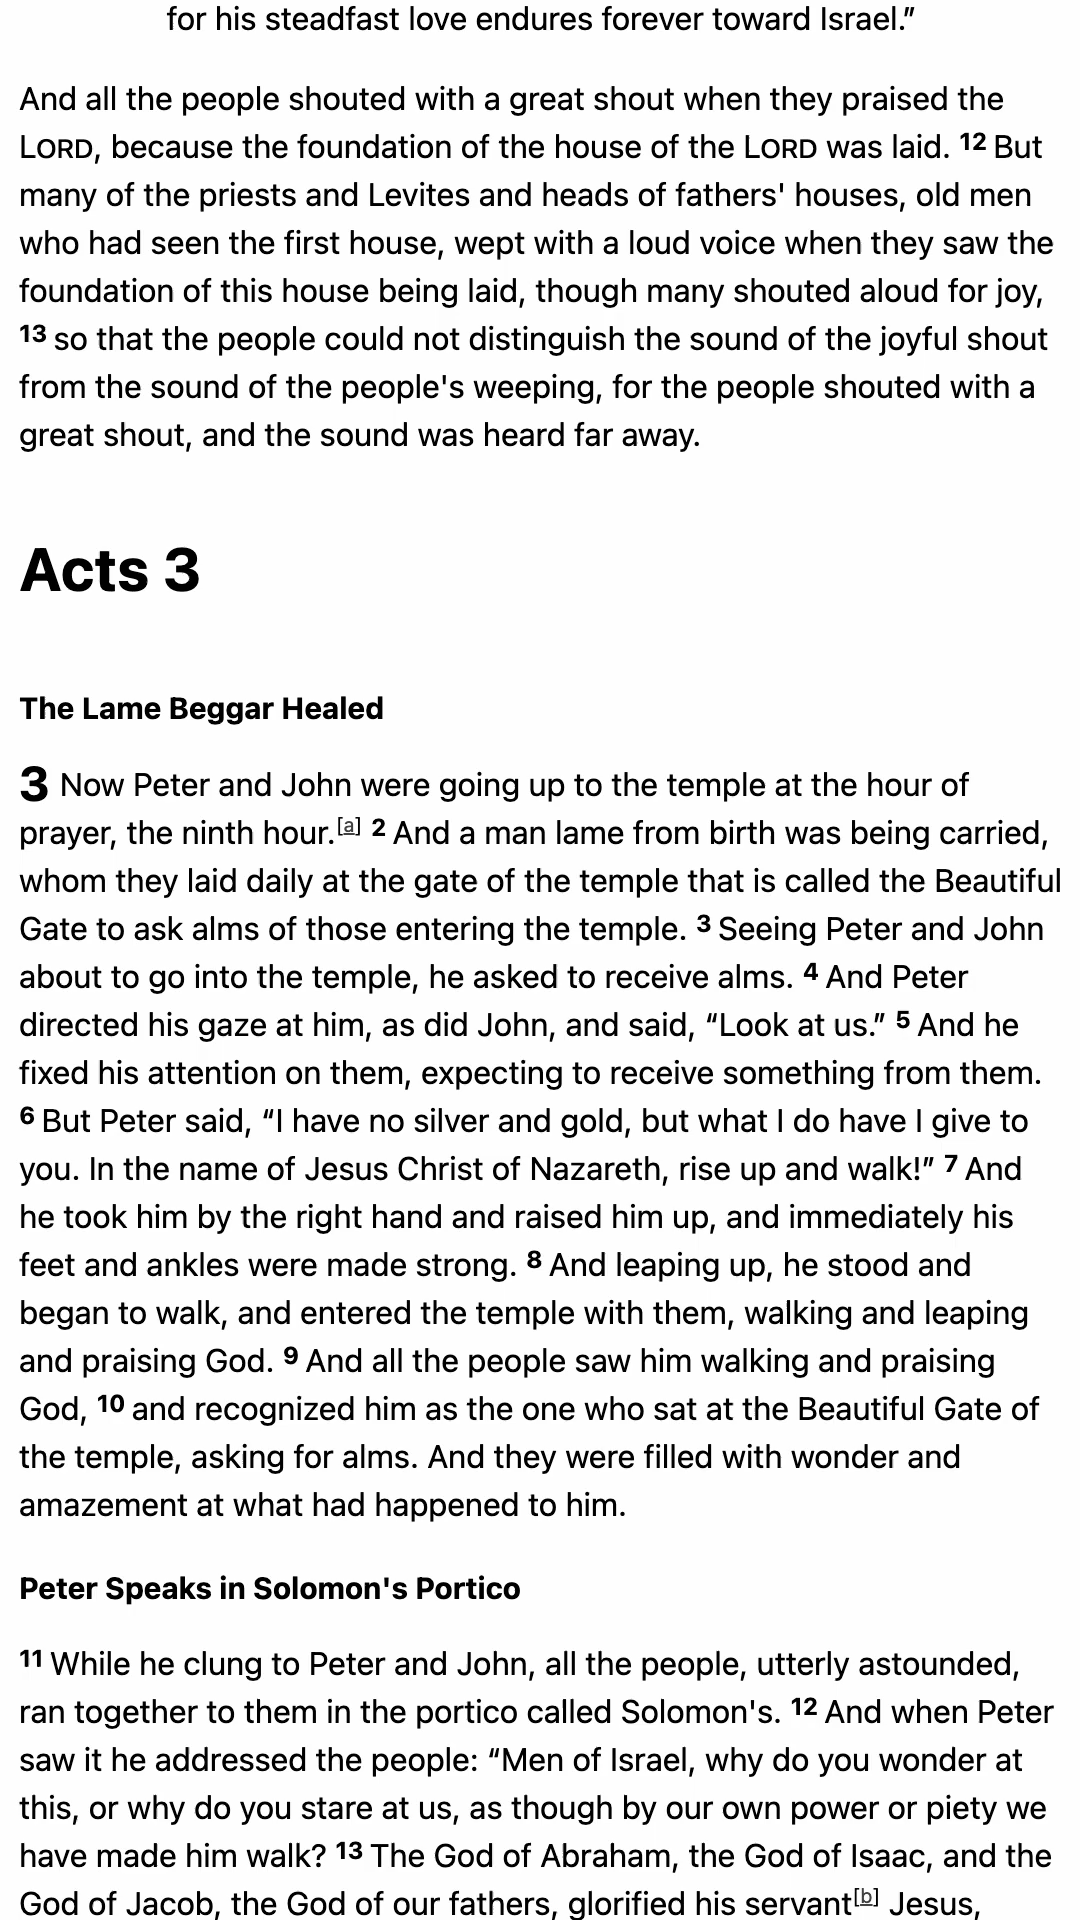 for his steadfast love endures forever toward Israel.”
And all the people shouted with a great shout when they praised the
LORD, because the foundation of the house of the LORD was laid. 12 But
many of the priests and Levites and heads of fathers' houses, old men
who had seen the first house, wept with a loud voice when they saw the
foundation of this house being laid, though many shouted aloud for joy,
13 so that the people could not distinguish the sound of the joyful shout
from the sound of the people's weeping, for the people shouted with a
great shout, and the sound was heard far away.
Acts 3
The Lame Beggar Healed
3 Now Peter and John were going up to the temple at the hour of
prayer, the ninth hour.[a] 2 And a man lame from birth was being carried,
whom they laid daily at the gate of the temple that is called the Beautiful
Gate to ask alms of those entering the temple. 3 Seeing Peter and John
about to go into the temple, he asked to receive alms. 4 And Peter
directed his gaze at him, as did John, and said, “Look at us.” 5 And he
fixed his attention on them, expecting to receive something from them.
6 But Peter said, “I have no silver and gold, but what I do have I give to
you. In the name of Jesus Christ of Nazareth, rise up and walk!” 7 And
he took him by the right hand and raised him up, and immediately his
feet and ankles were made strong. 8 And leaping up, he stood and
began to walk, and entered the temple with them, walking and leaping
and praising God. 9 And all the people saw him walking and praising
God, 10 and recognized him as the one who sat at the Beautiful Gate of
the temple, asking for alms. And they were filled with wonder and
amazement at what had happened to him.
Peter Speaks in Solomon's Portico
11 While he clung to Peter and John, all the people, utterly astounded,
ran together to them in the portico called Solomon's. 12 And when Peter
saw it he addressed the people: “Men of Israel, why do you wonder at
this, or why do you stare at us, as though by our own power or piety we
have made him walk? 13 The God of Abraham, the God of Isaac, and the
God of Jacob, the God of our fathers, glorified his servant[b] Jesus,